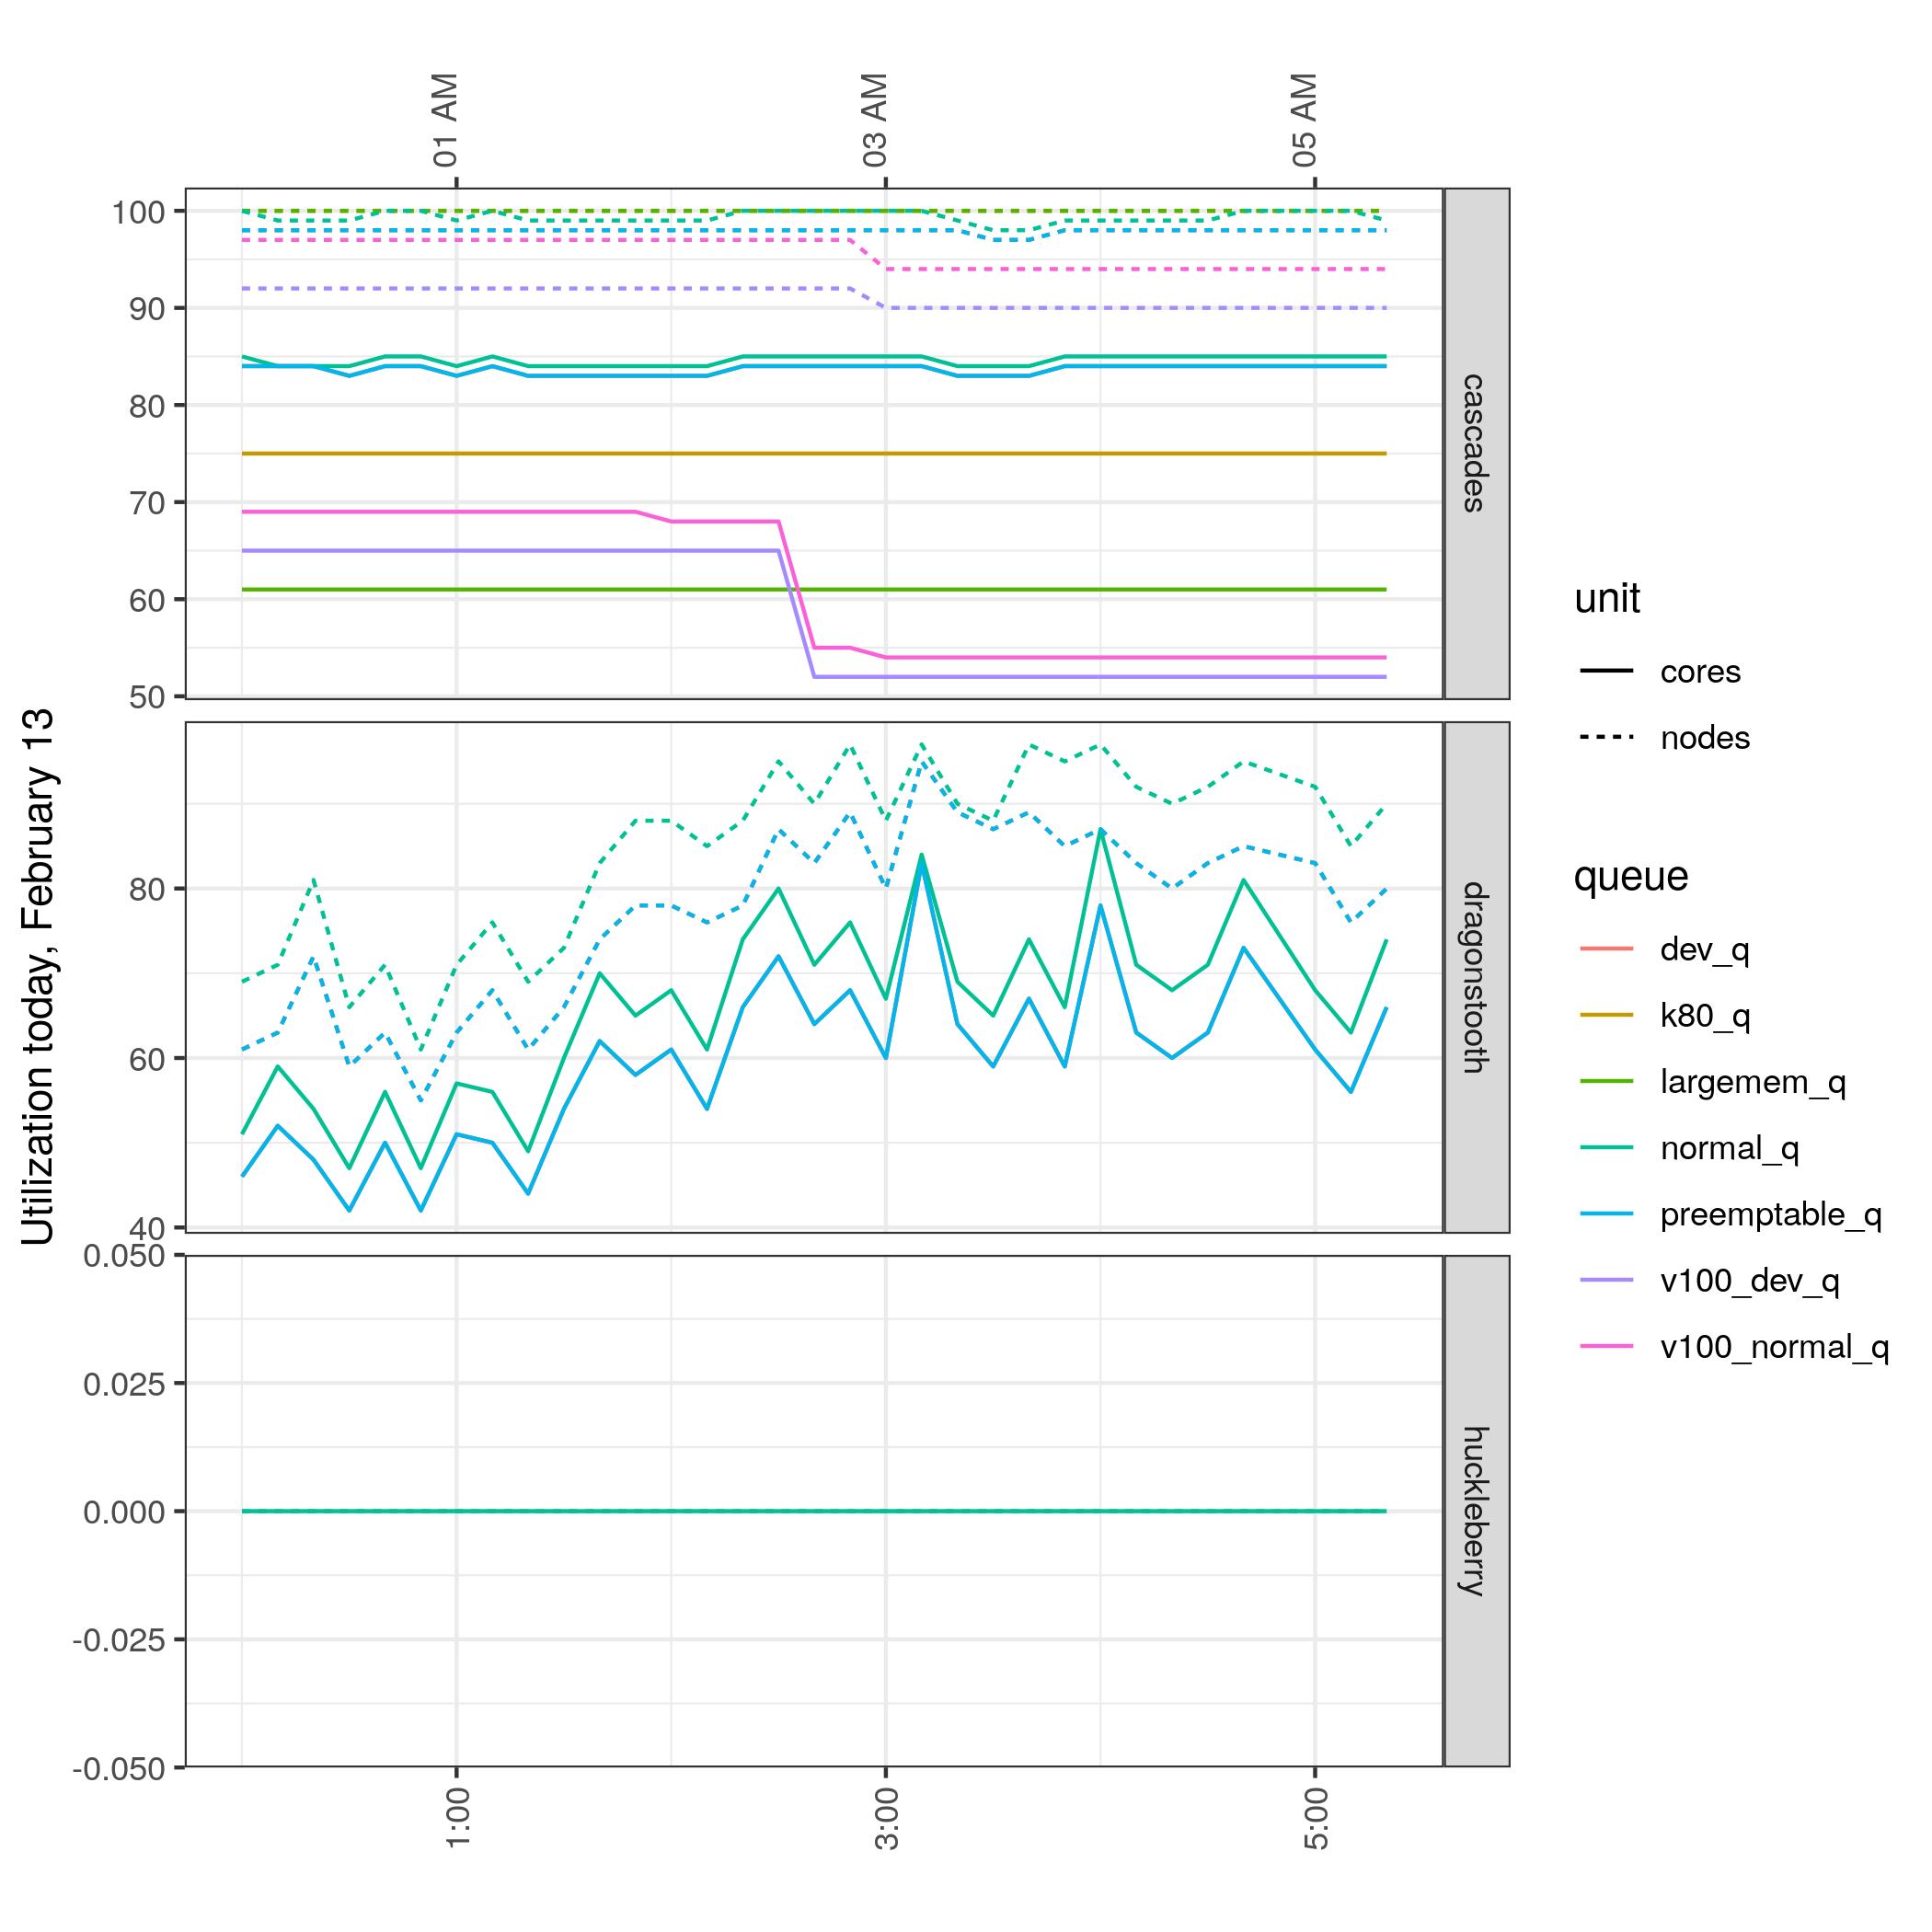 01 AM
03 AM
05 AM
Utilization today, February 13
100
90
80
70
60
50
cascades
80
60
40
dragonstooth
0.050
0.025
0.000
-0.025
-0.050
huckleberry
1:00
3:00
5:00
unit
cores
nodes
queue
dev_q
k80_q
largemem_q
normal_q
preemptable_q
v100_dev_q
v100_normal_q